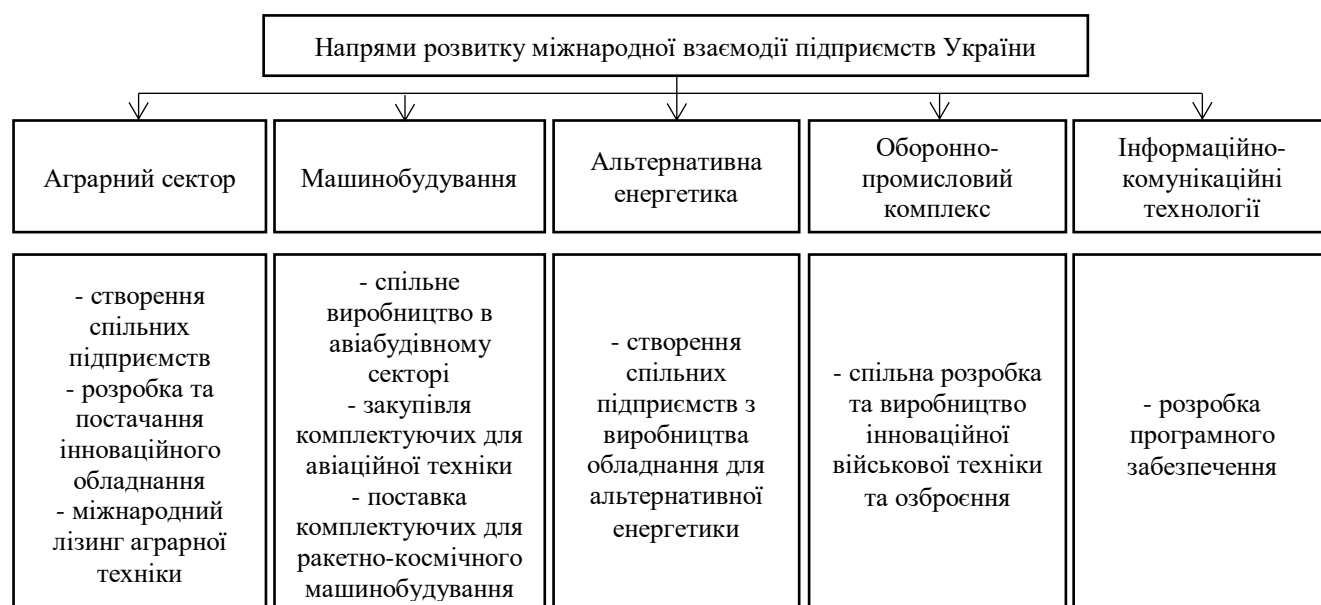 Напрями розвитку міжнародної взаємодії підприємств України
Аграрний сектор
Машинобудування
Альтернативна
енергетика
Оборонно-
промисловий
комплекс
Інформаційно-
комунікаційні
технології
- створення
спільних
підприємств
- розробка та
постачання
інноваційного
обладнання
- міжнародний
лізинг аграрної
техніки
- спільне
виробництво в
авіабудівному
секторі
- закупівля
комплектуючих для
авіаційної техніки
- поставка
комплектуючих для
ракетно-космічного
машинобудування
- створення
спільних
підприємств з
виробництва
обладнання для
альтернативної
енергетики
- спільна розробка
та виробництво
інноваційної
військової техніки
та озброєння
- розробка
програмного
забезпечення